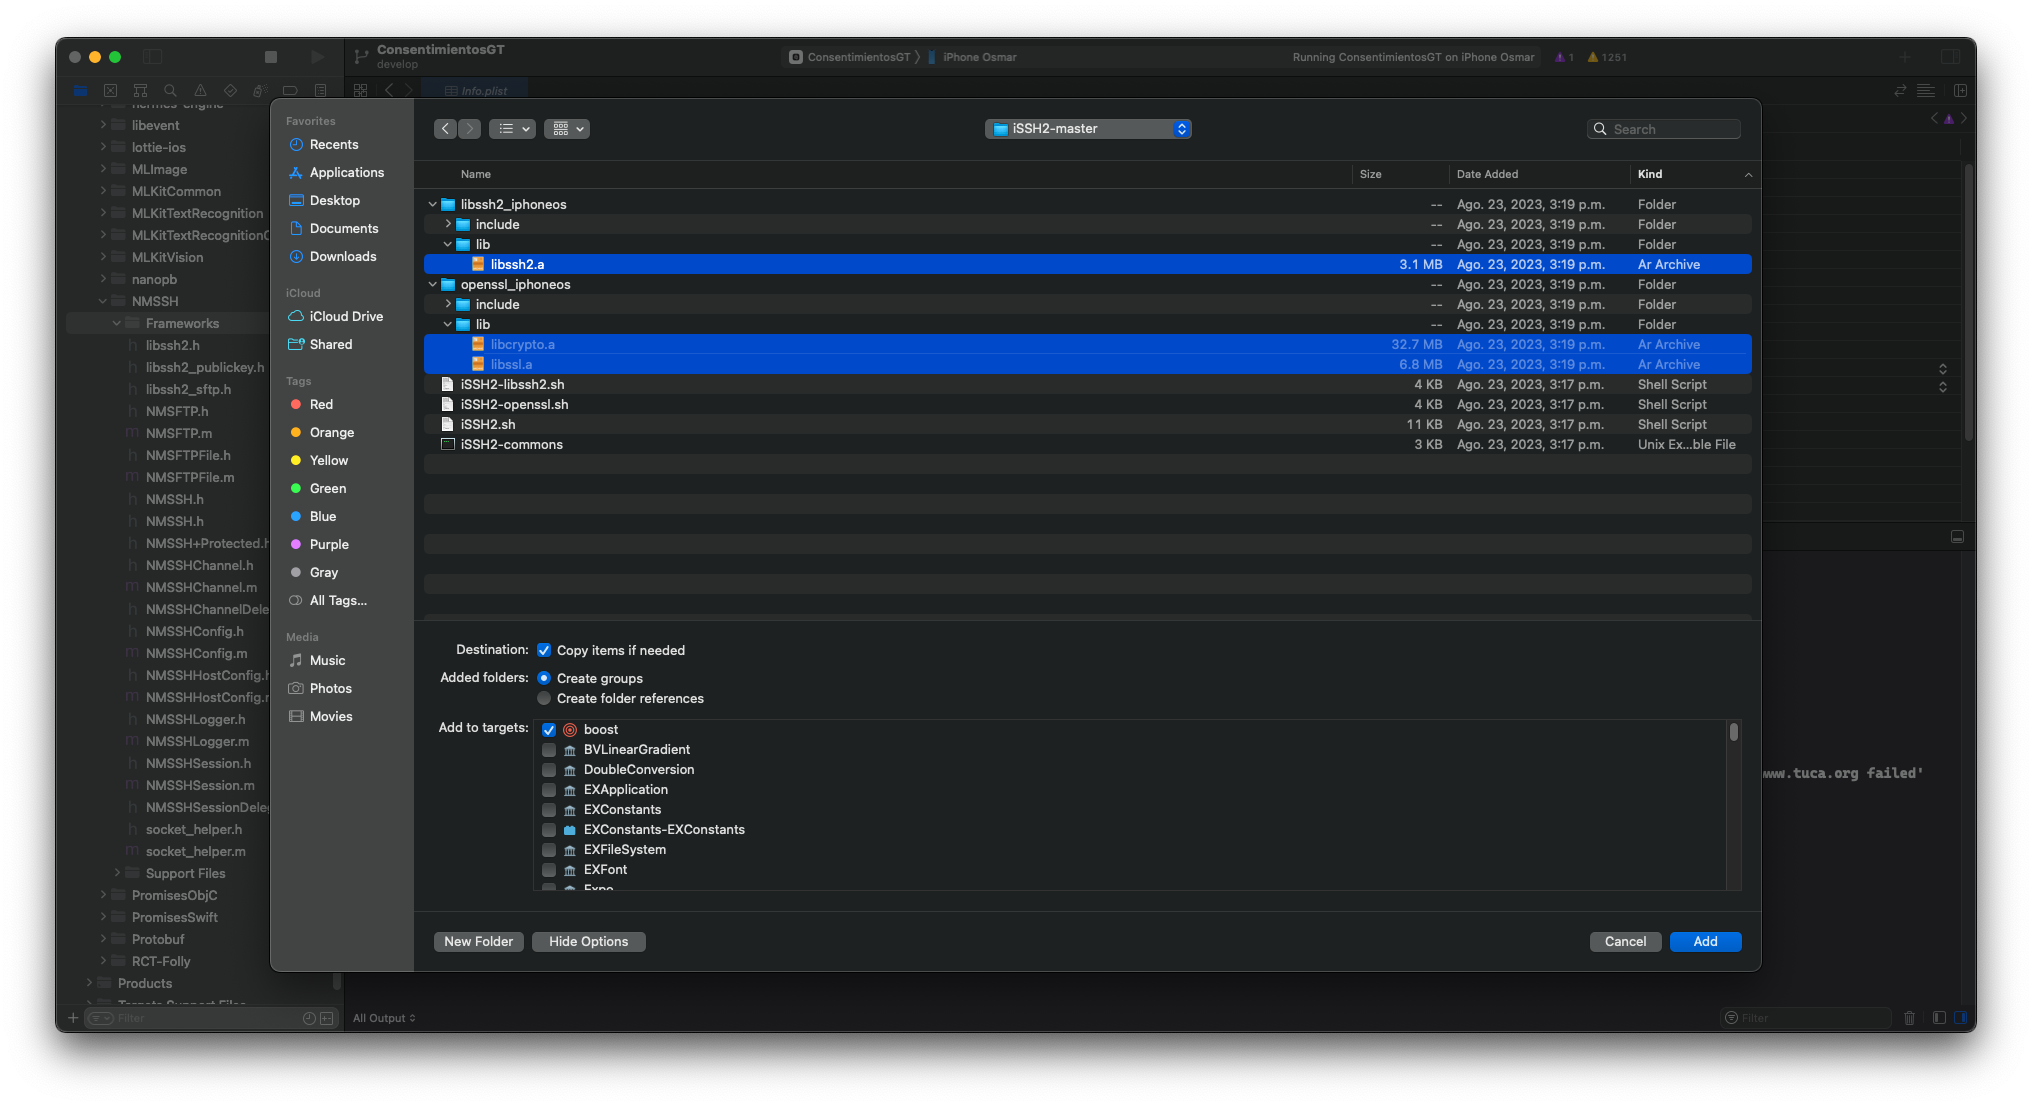 ConsentimientosGT
develop
ConsentimientosGT
iPhone Osmar
Running ConsentimientosGT on iPhone Osmar
1
1251
Info.plist
hermes-engine
libevent
lottie-ios
MLImage
MLKitCommon
MLKitTextRecognition
MLKitTextRecognitionC
MLKitVision
nanopb
NMSSH
Frameworks
libssh2.h
libssh2_publickey.h
libssh2_sftp.h
NMSFTP.h
NMSFTP.m
NMSFTPFile.h
NMSFTPFile.m
NMSSH.h
NMSSH.h
NMSSH+Protected.h
NMSSHChannel.h
NMSSHChannel.m
NMSSHChannelDele
NMSSHConfig.h
NMSSHConfig.m
NMSSHHostConfig.h
NMSSHHostConfig.m
NMSSHLogger.h
NMSSHLogger.m
NMSSHSession.h
NMSSHSession.m
NMSSHSessionDeleg
socket_helper.h
socket_helper.m
Support Files
PromisesObjC
PromisesSwift
Protobuf
RCT-Folly
Products
Targets Support Files
Filter
Favorites
Recents
Applications
Desktop
Documents
Downloads
iCloud
iCloud Drive
Shared
Tags
Red
Orange
Yellow
Green
Blue
Purple
Gray
All Tags...
Media
Music
Photos
Movies
iSSH2-master
Search
Name Size Date Added Kind
libssh2_iphoneos -- Ago. 23, 2023, 3:19 p.m. Folder
include -- Ago. 23, 2023, 3:19 p.m. Folder
lib -- Ago. 23, 2023, 3:19 p.m. Folder
libssh2.a 3.1 MB Ago. 23, 2023, 3:19 p.m. Ar Archive
openssl_iphoneos -- Ago. 23, 2023, 3:19 p.m. Folder
include -- Ago. 23, 2023, 3:19 p.m. Folder
lib -- Ago. 23, 2023, 3:19 p.m. Folder
libcrypto.a 32.7 MB Ago. 23, 2023, 3:19 p.m. Ar Archive
libssl.a 6.8 MB Ago. 23, 2023, 3:19 p.m. Ar Archive
iSSH2-libssh2.sh 4 KB Ago. 23, 2023, 3:17 p.m. Shell Script
iSSH2-openssl.sh 4 KB Ago. 23, 2023, 3:17 p.m. Shell Script
iSSH2.sh 11 KB Ago. 23, 2023, 3:17 p.m. Shell Script
iSSH2-commons 3 KB Ago. 23, 2023, 3:17 p.m. Unix Ex...ble File
Destination: Copy items if needed
Added folders: Create groups
Create folder references
Add to targets: boost
BVLinearGradient
DoubleConversion
EXApplication
EXConstants
EXConstants-EXConstants
EXFileSystem
EXFont
Expo
New Folder
Hide Options
Cancel
Add
www.tuca.org failed'
All Output
Filter